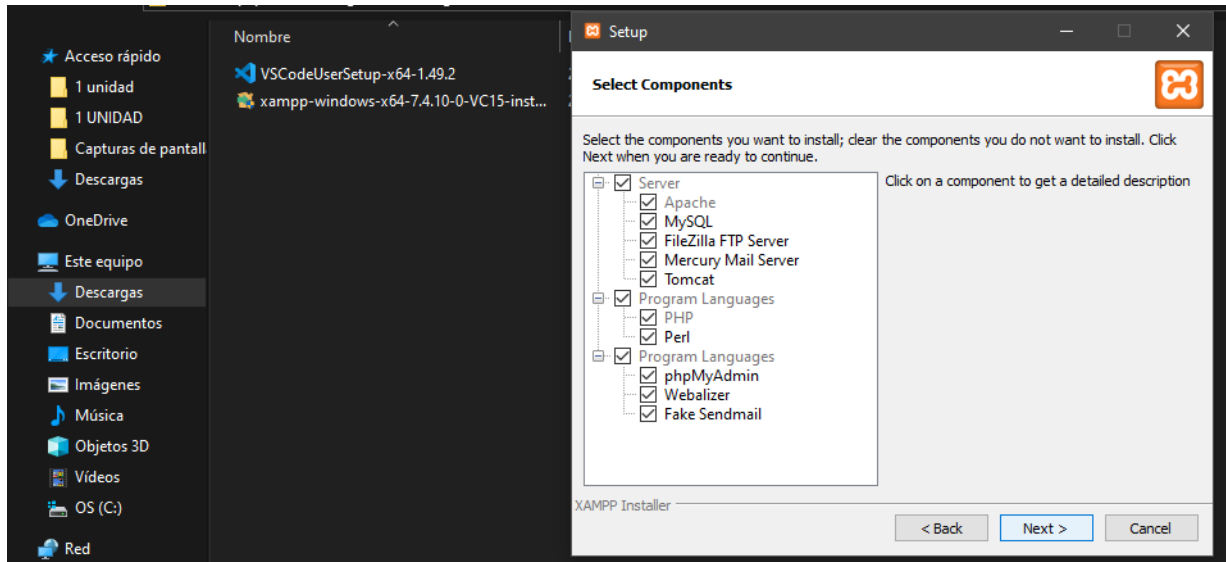 Nombre
Acceso rápido
1 unidad
1 UNIDAD
Capturas de pantall
Descargas
OneDrive
Este equipo
Descargas
Documentos
Escritorio
Imágenes
Música
Objetos 3D
Vídeos
OS (C:)
Red
VSCodeUserSetup-x64-1.49.2
xampp-windows-x64-7.4.10-0-VC15-inst...
Setup
Select Components
Select the components you want to install; clear the components you do not want to install. Click
Next when you are ready to continue.
Server
Apache
MySQL
FileZilla FTP Server
Mercury Mail Server
Tomcat
Program Languages
PHP
Perl
Program Languages
phpMyAdmin
Webalizer
Fake Sendmail
Click on a component to get a detailed description
XAMPP Installer
< Back
Next >
Cancel